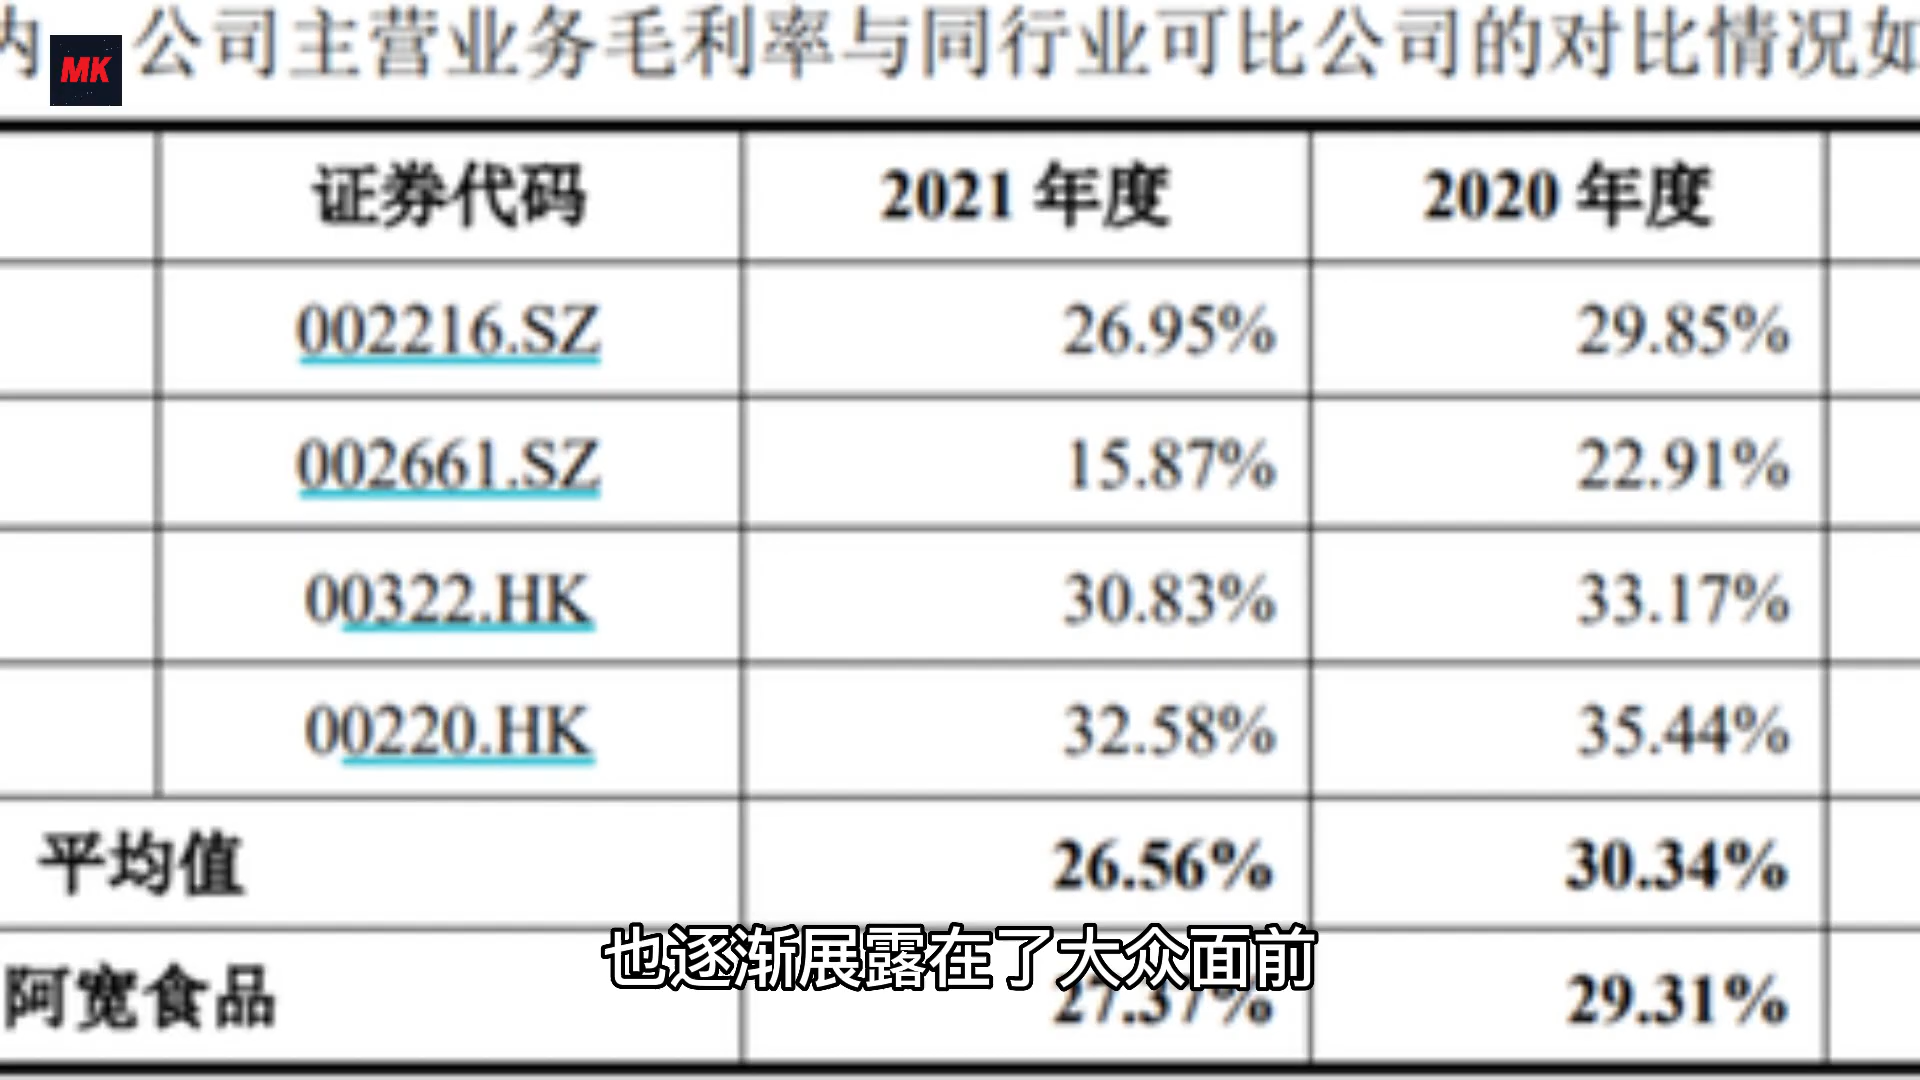 内 公司主营业务毛利率与同行业可比公司的对比情况如
MK
证券代码 2021 年度 2020 年度
002216.SZ 26.95% 29.85%
002661.SZ 15.87% 22.91%
00322.HK 30.83% 33.17%
00220.HK 32.58% 35.44%
平均值 26.56% 30.34%
也逐渐展露在了大众面前
阿宽食品 27.37% 29.31%